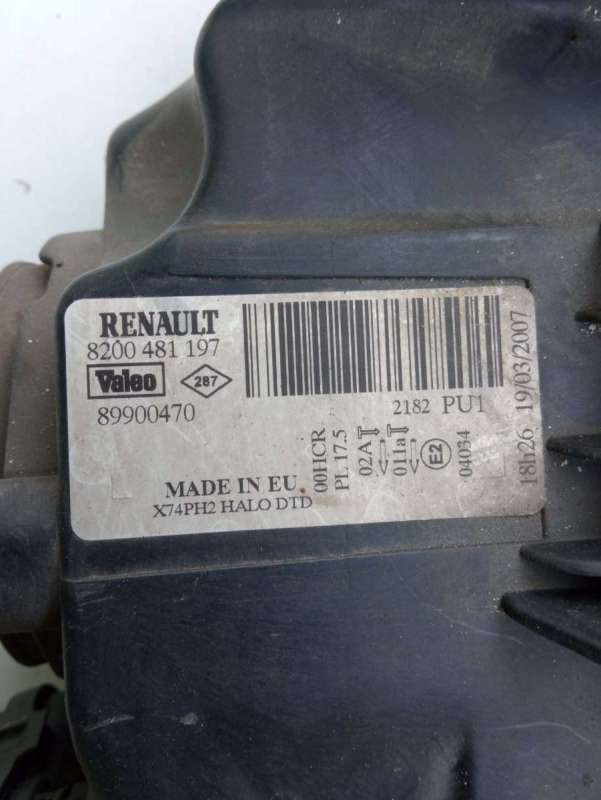 RENAULT
8200 481 197
Valeo
287
89900470
2182 PU1
MADE IN EU.
X74PH2 HALO DTD
00HCR
PL 17.5
02A
011a
E2
04034
18h26 19/03/2007